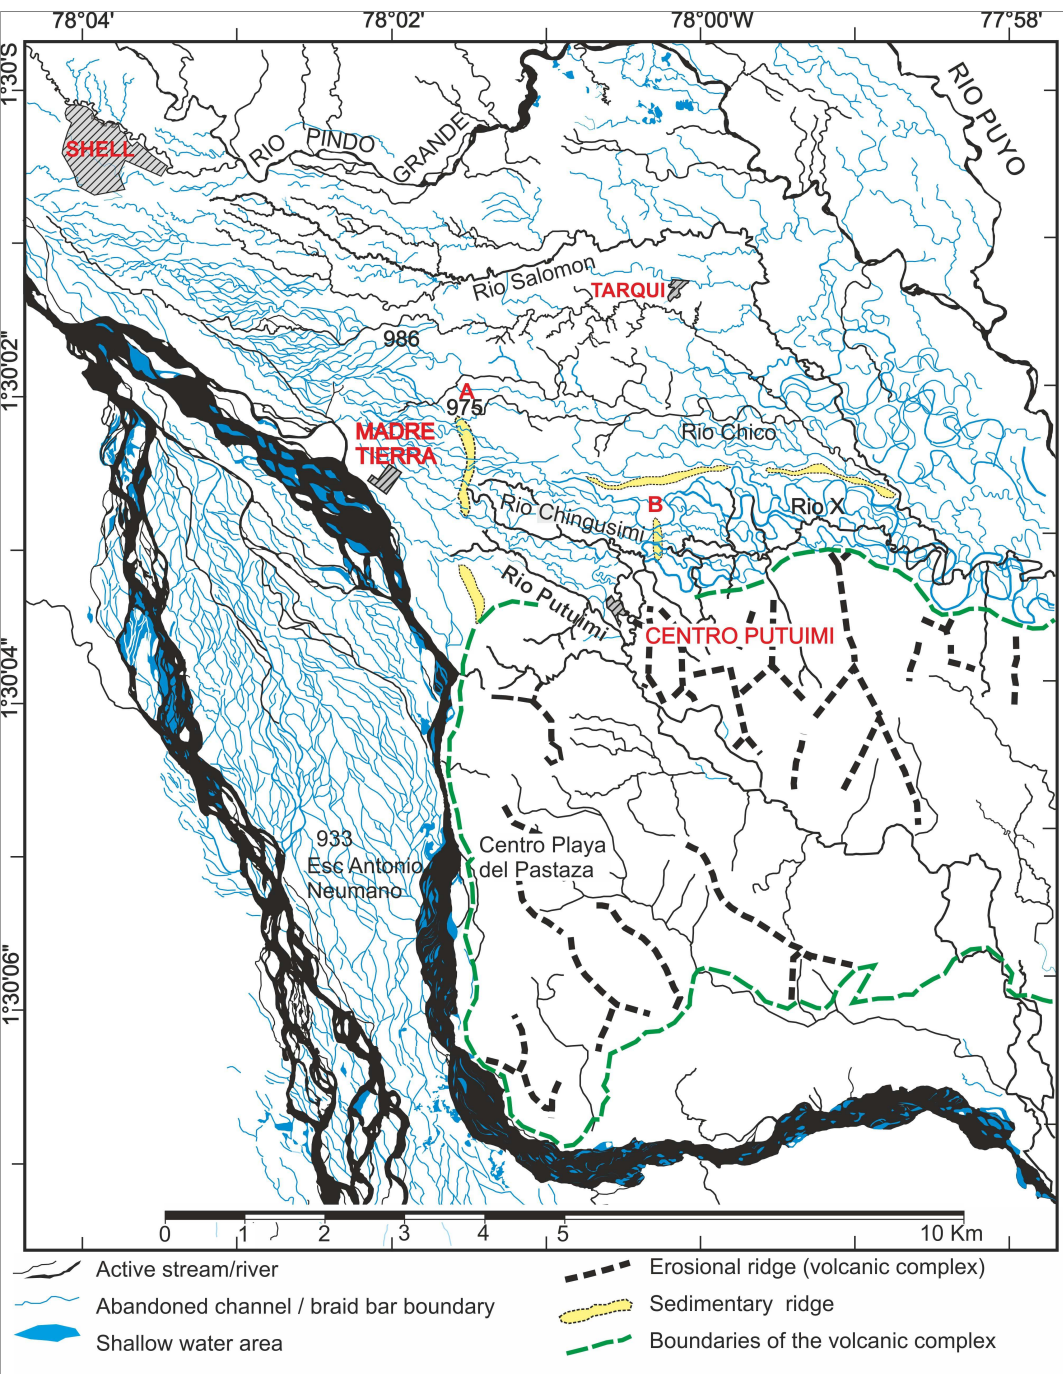 78°04'
78°02'
78°00'W
77°58'
1°30'S
RIO PUYO
SHELL
RIO
PINDO
GRANDE
Rio Salomon
TARQUI
1°30'02"
986
A
975
MADRE
TIERRA
Rio Chico
Rio Chingusimi
B
Rio X
Rio Putuimi
CENTRO PUTUIMI
1°30'04"
933
Esc Antonio
Neumano
Centro Playa
del Pastaza
1°30'06"
0 1 2 3 4 5 10 Km
Active stream/river
Abandoned channel / braid bar boundary
Shallow water area
Erosional ridge (volcanic complex)
Sedimentary ridge
Boundaries of the volcanic complex